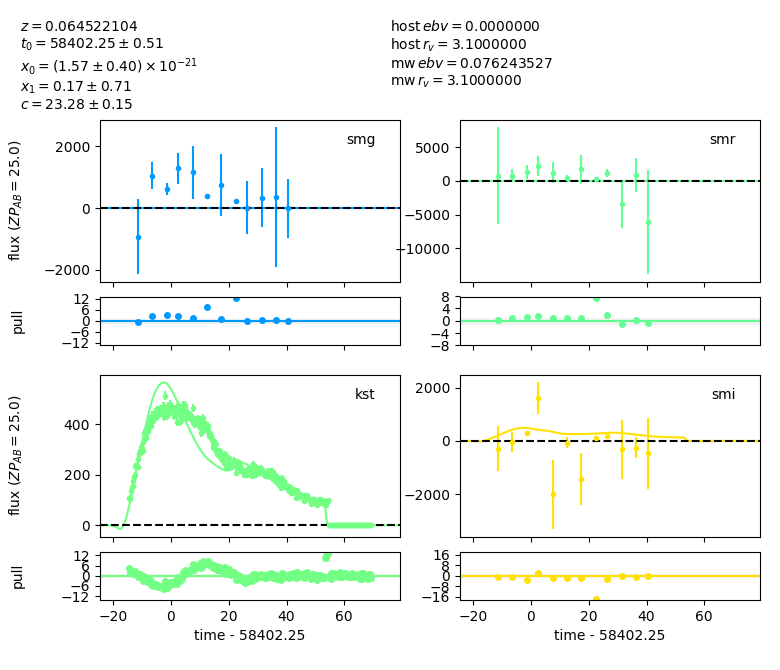 z = 0.064522104
t₀ = 58402.25 ± 0.51
x₀ = (1.57 ± 0.40) × 10⁻²¹
x₁ = 0.17 ± 0.71
c = 23.28 ± 0.15
host ebv = 0.0000000
host r_v = 3.1000000
mw ebv = 0.076243527
mw r_v = 3.1000000
flux (ZP_AB = 25.0)
2000
0
−2000
smg
5000
0
−5000
−10000
smr
pull
12
6
0
−6
−12
8
4
0
−4
−8
flux (ZP_AB = 25.0)
400
200
0
kst
2000
0
−2000
smi
pull
12
6
0
−6
−12
16
8
0
−8
−16
−20 0 20 40 60
−20 0 20 40 60
time - 58402.25
time - 58402.25